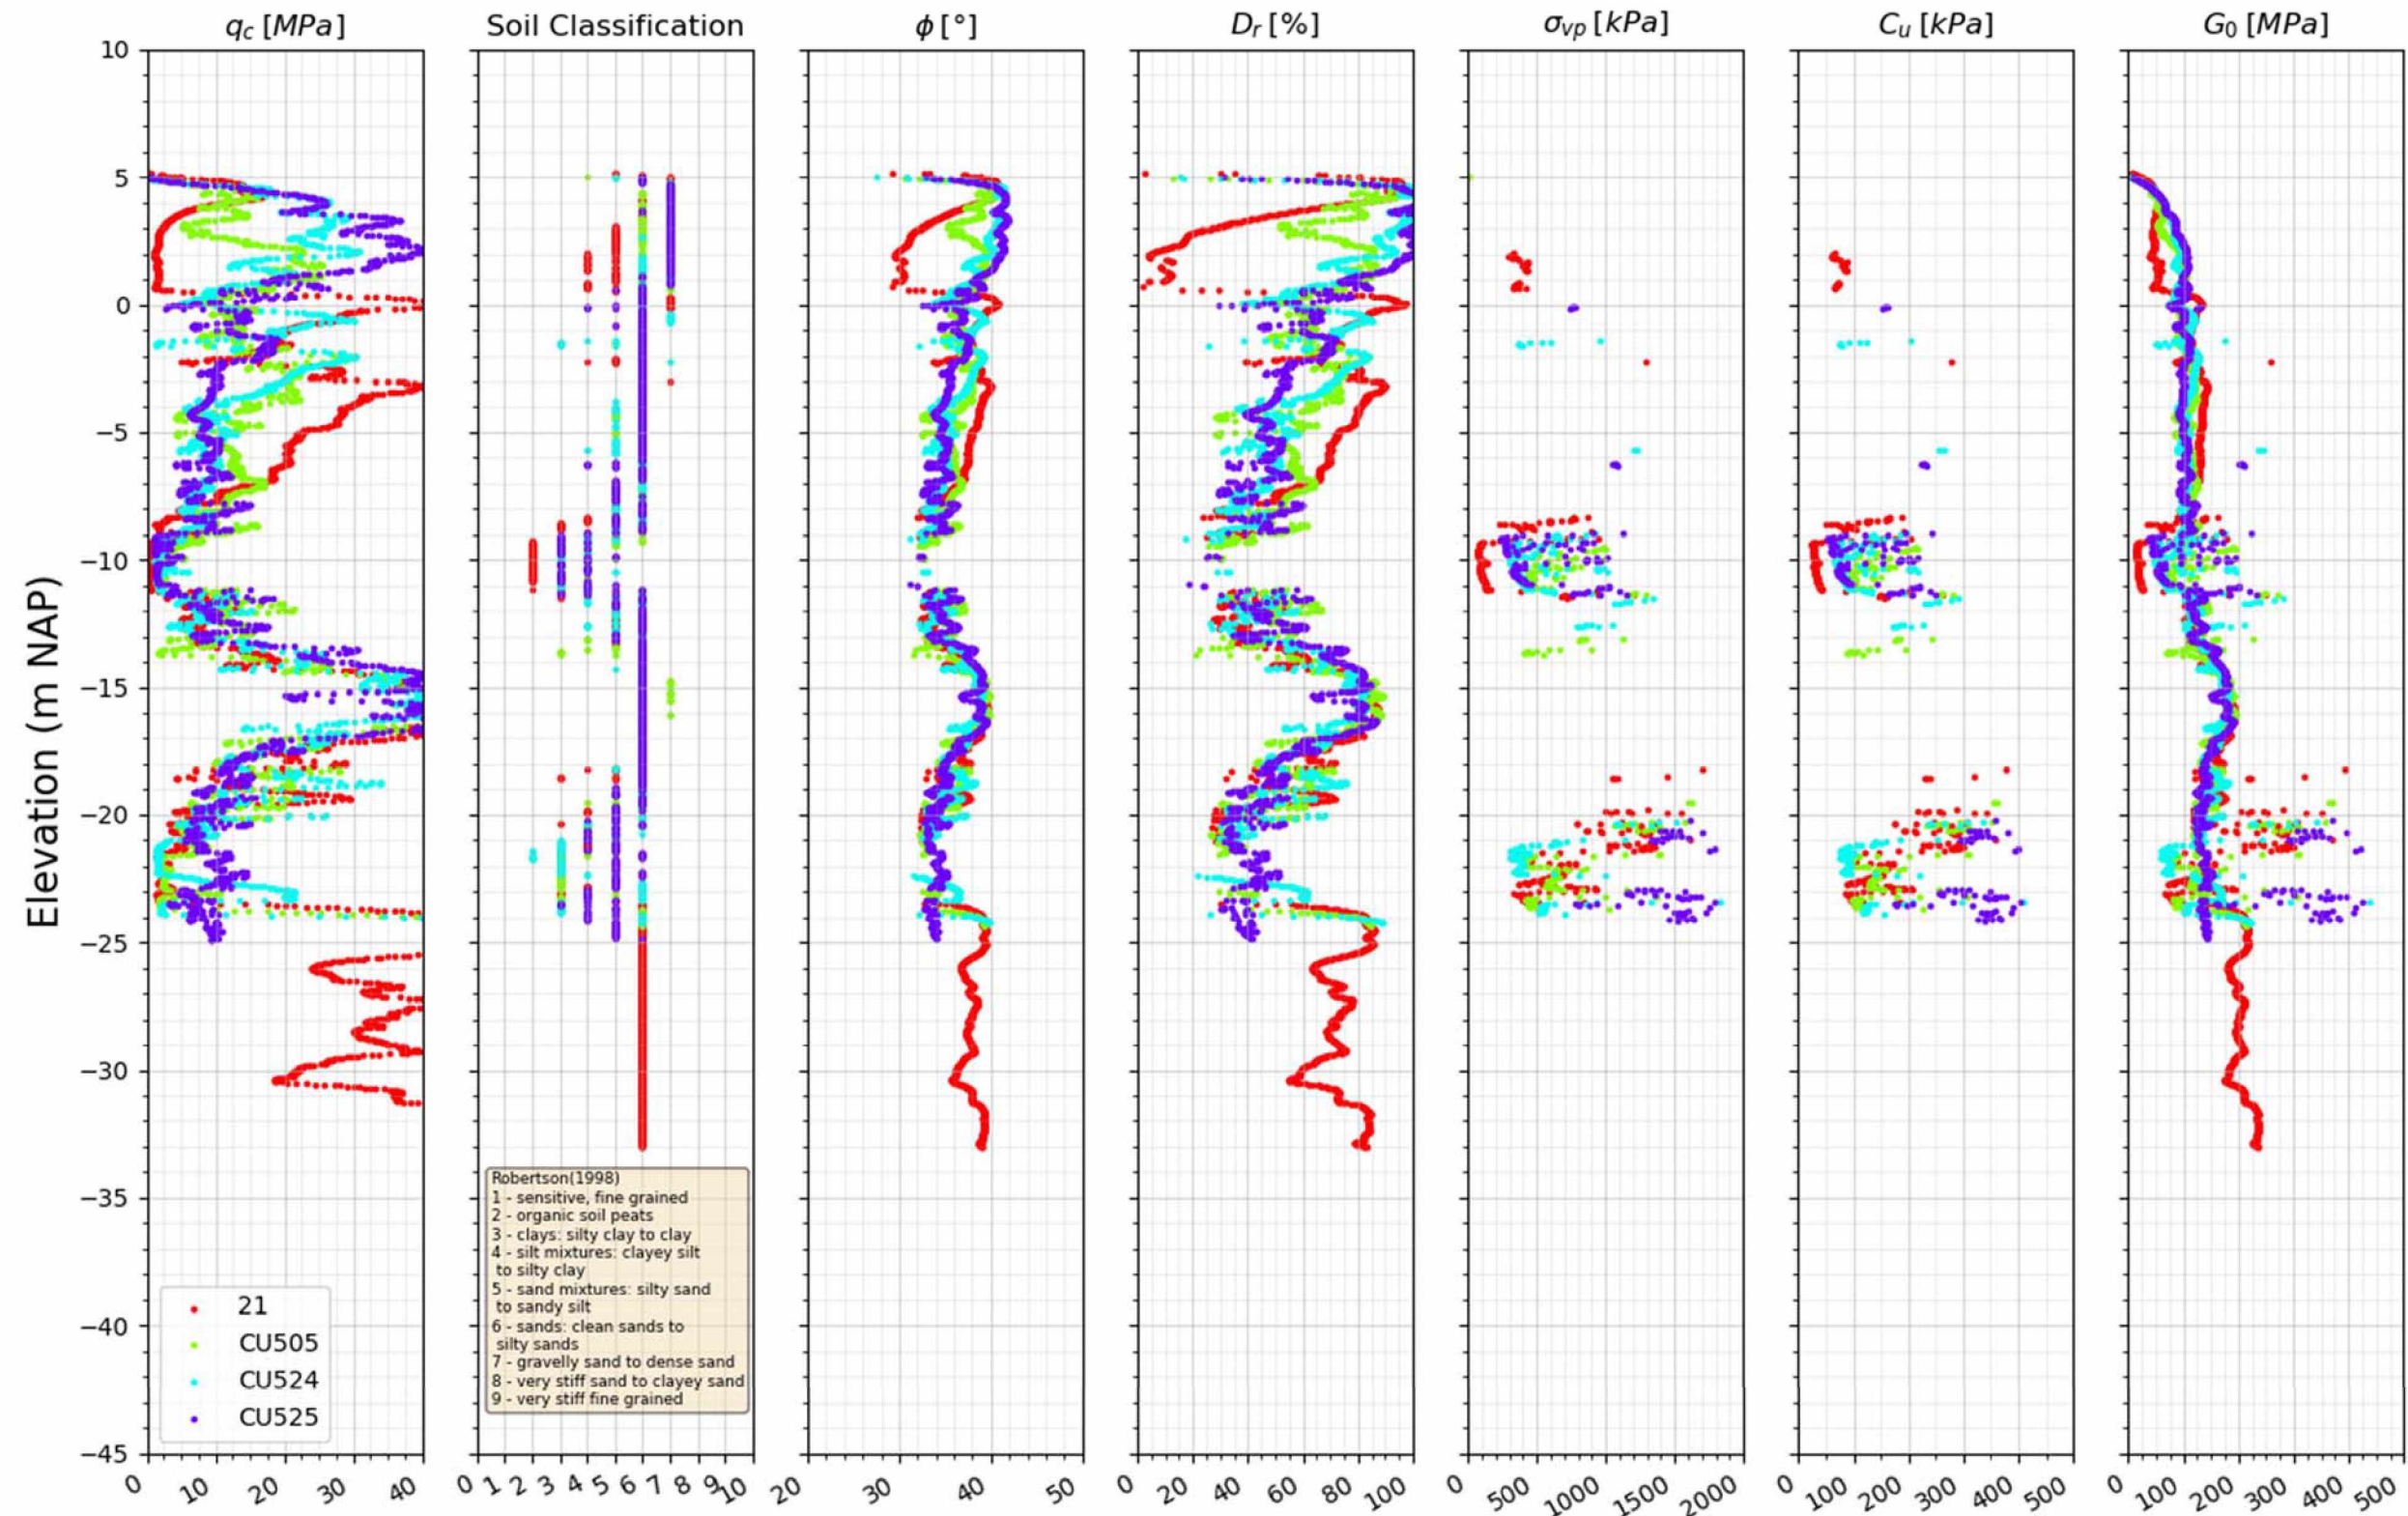 q_c [MPa]
Soil Classification
ϕ [°]
D_r [%]
σ_vp [kPa]
C_u [kPa]
G_0 [MPa]
Elevation (m NAP)
10
5
0
−5
−10
−15
−20
−25
−30
−35
−40
−45
Robertson(1998)
1 - sensitive, fine grained
2 - organic soil peats
3 - clays: silty clay to clay
4 - silt mixtures: clayey silt
to silty clay
5 - sand mixtures: silty sand
to sandy silt
6 - sands: clean sands to
silty sands
7 - gravelly sand to dense sand
8 - very stiff sand to clayey sand
9 - very stiff fine grained
21
CU505
CU524
CU525
0 10 20 30 40
0 1 2 3 4 5 6 7 8 9 10
20 30 40 50
0 20 40 60 80 100
0 500 1000 1500 2000
0 100 200 300 400 500
0 100 200 300 400 500